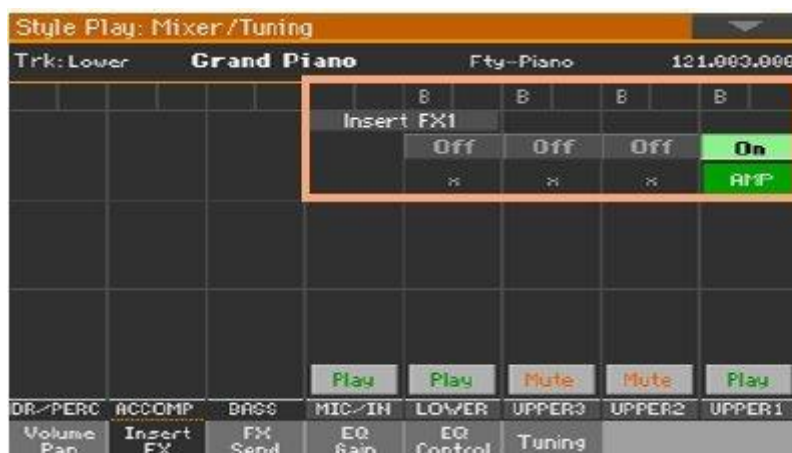 Style Play: Mixer/Tuning
Trk: Lower Grand Piano Fty-Piano 121.003.000
B B B B
Insert FX1
Off Off Off On
x x x AMP
Play Play Mute Mute Play
DR/PERC ACCOMP BASS MIC/IN LOWER UPPER3 UPPER2 UPPER1
Volume Insert FX EQ EQ Tuning
Pan FX Send Gain Control